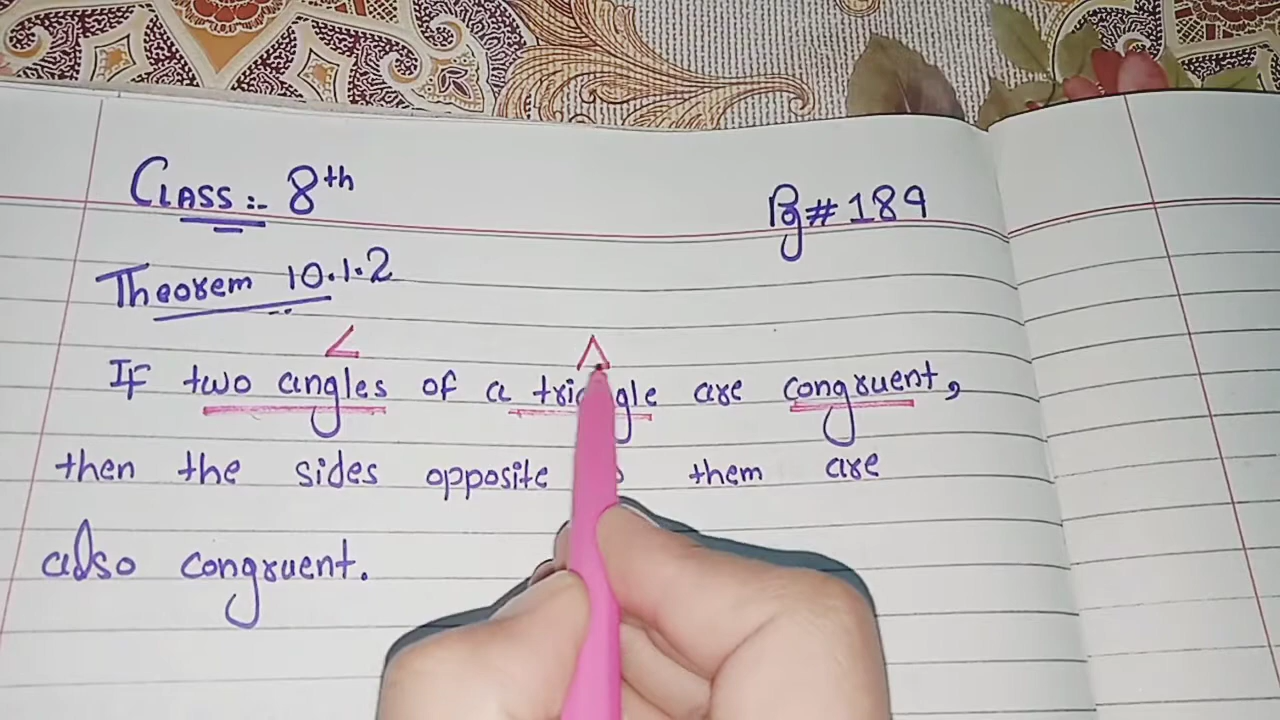 CLASS:- 8th
Pg# 189
Theorem 10.1.2
If two angles of a triangle are congruent,
then the sides opposite them are
also congruent.